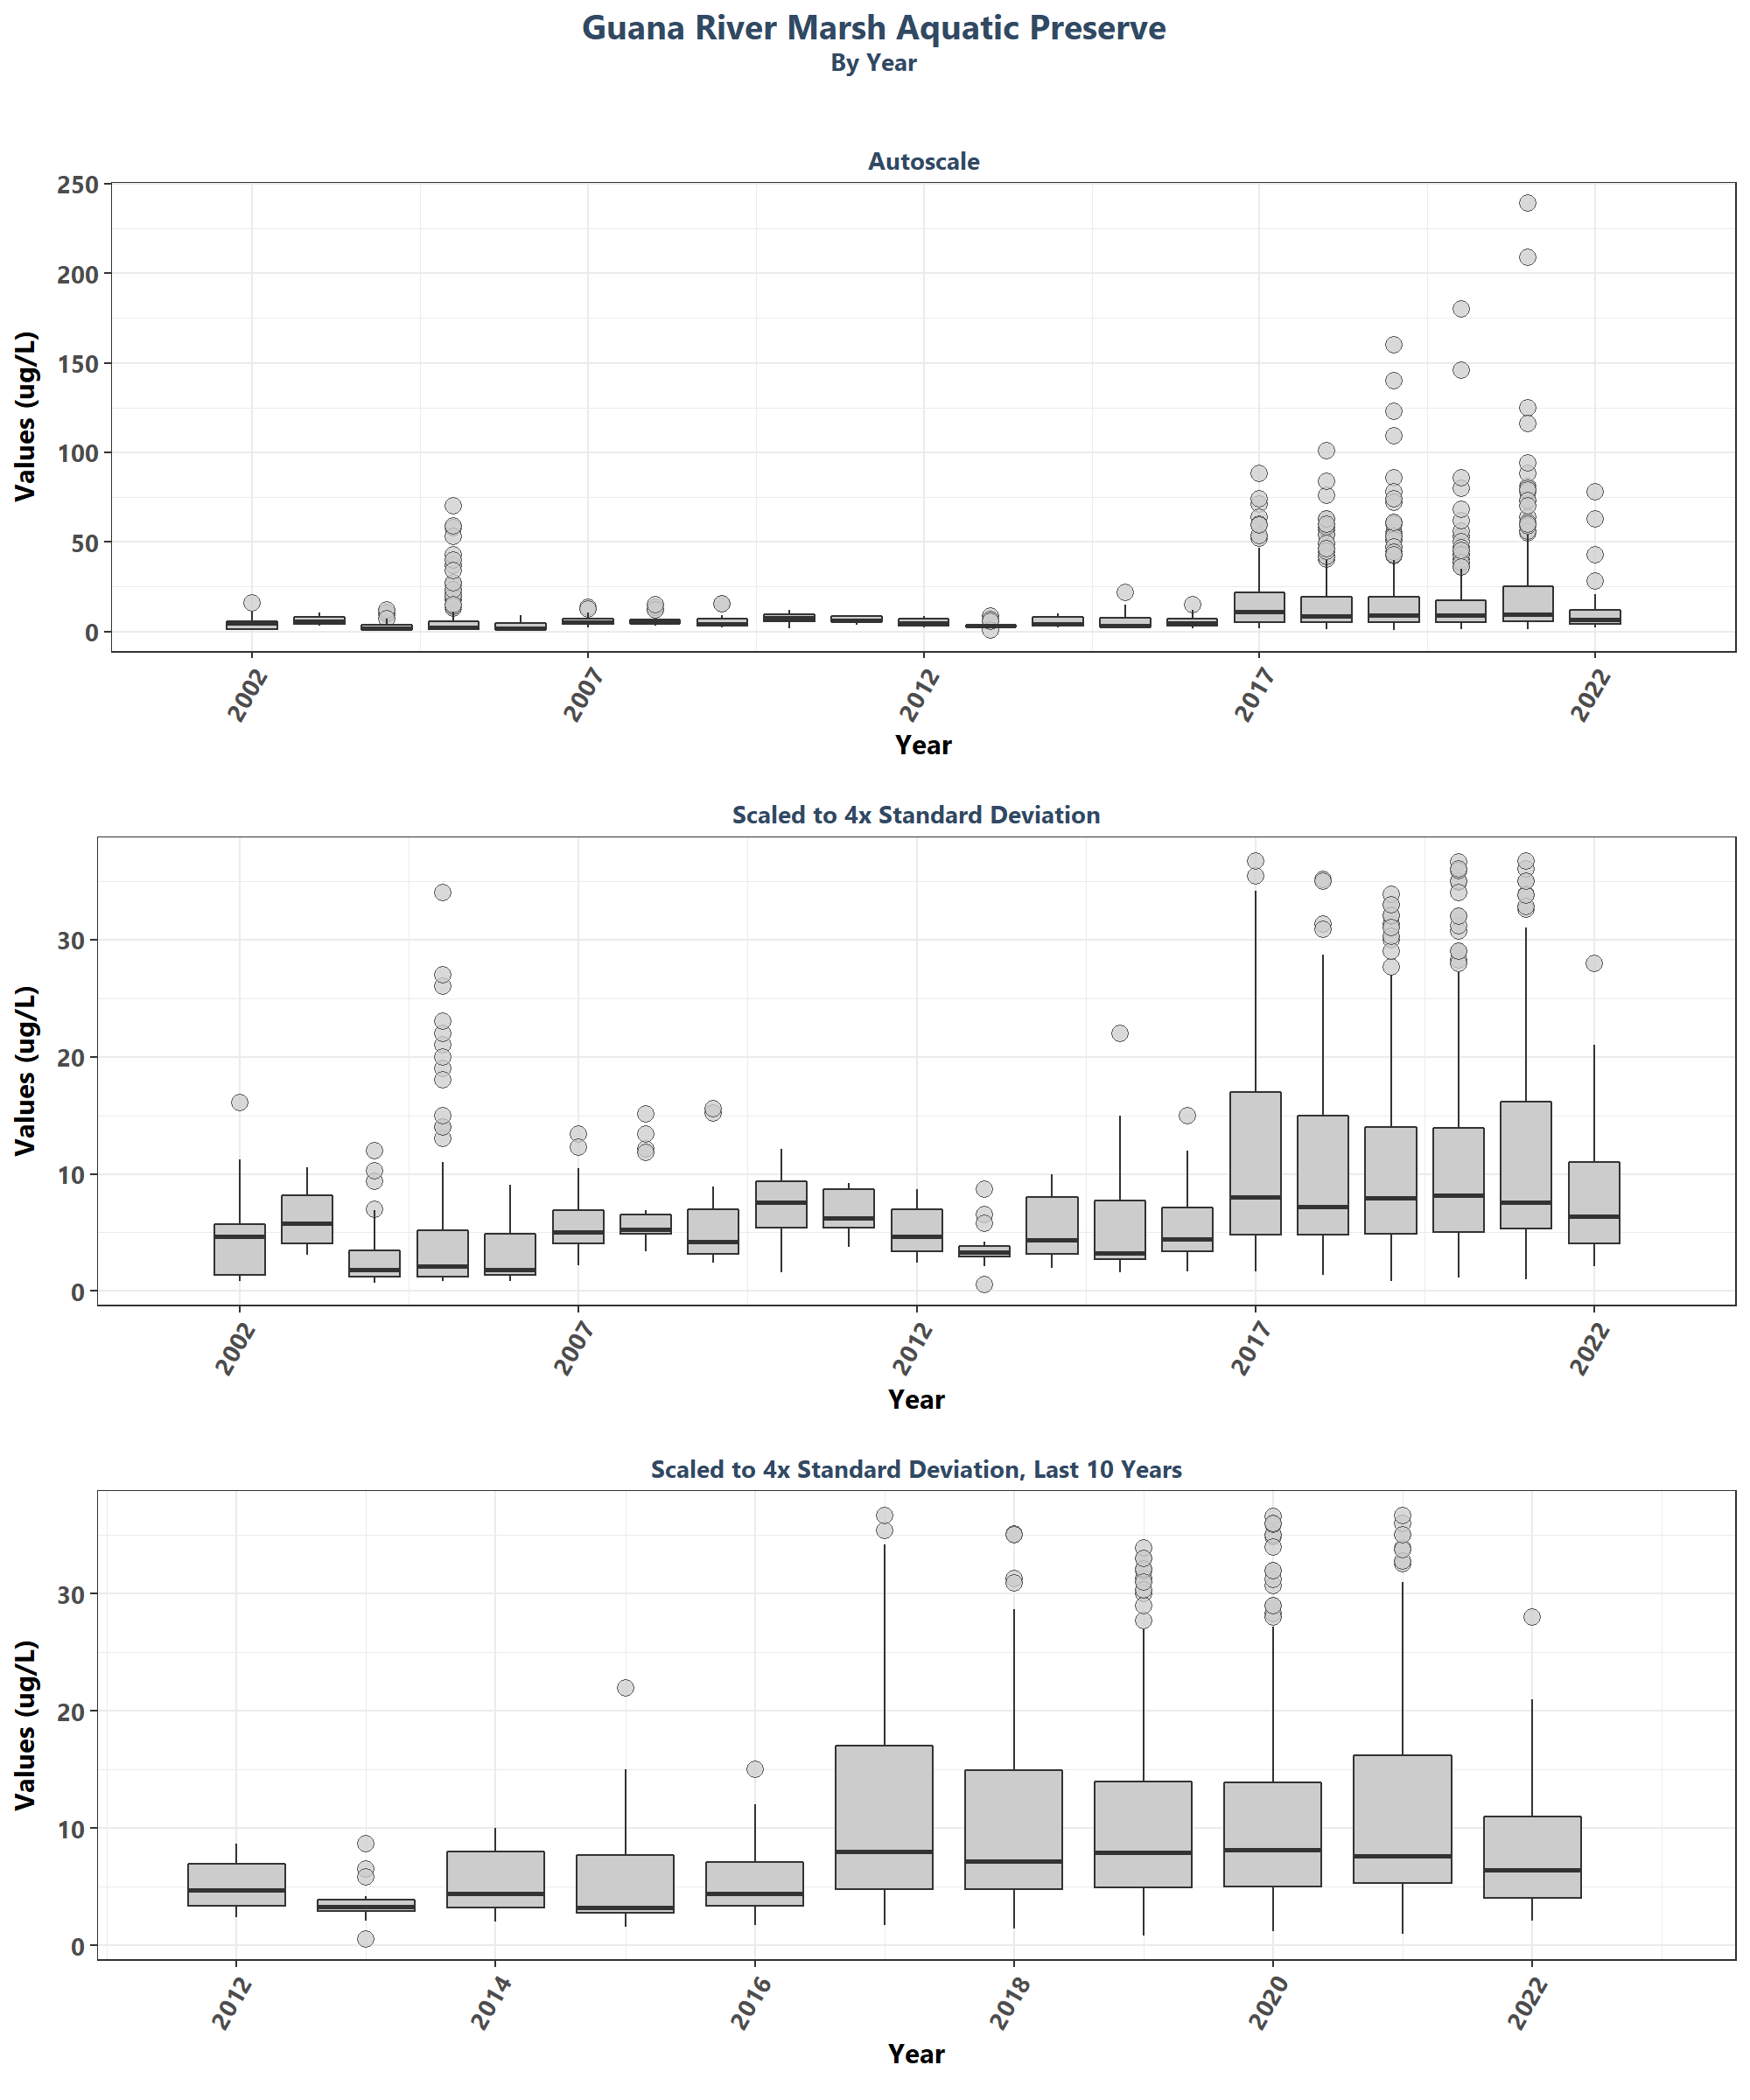 Guana River Marsh Aquatic Preserve
By Year
Autoscale
Values (ug/L)
250
200
150
100
50
0
2002
2007
2012
2017
2022
Year
Scaled to 4x Standard Deviation
Values (ug/L)
30
20
10
0
2002
2007
2012
2017
2022
Year
Scaled to 4x Standard Deviation, Last 10 Years
Values (ug/L)
30
20
10
0
2012
2014
2016
2018
2020
2022
Year